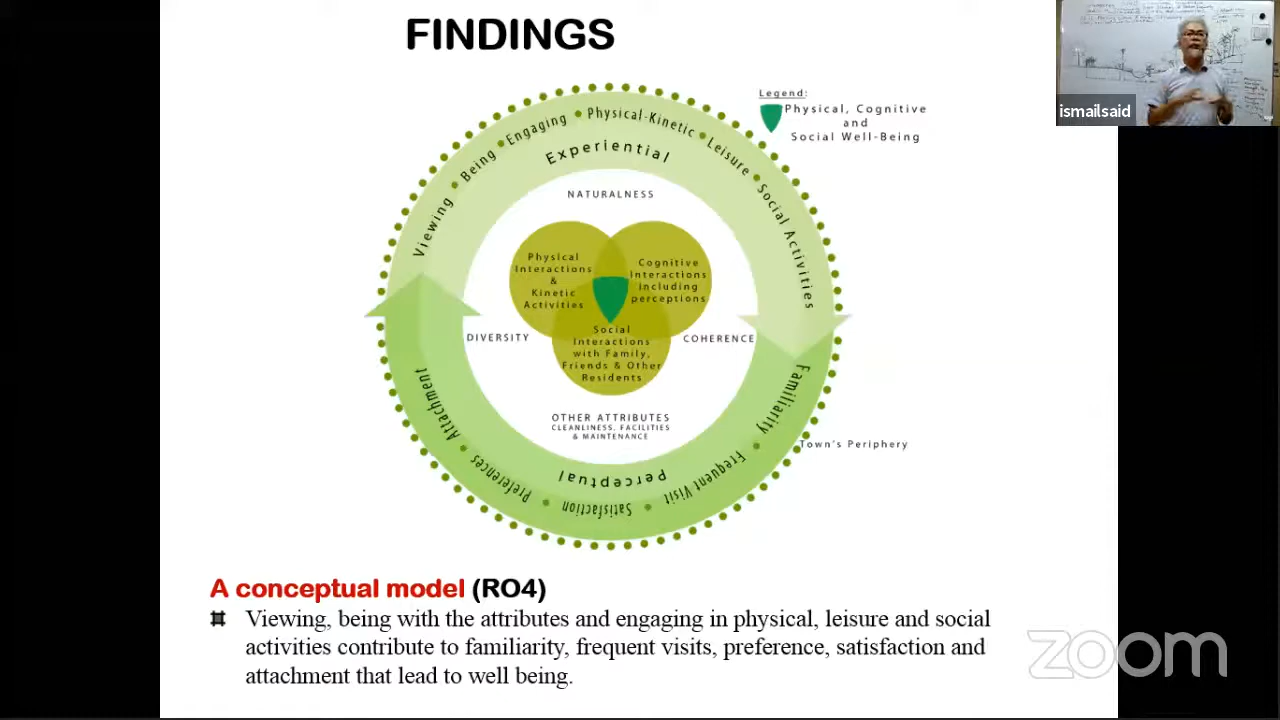 FINDINGS
ismailsaid
Legend:
Physical, Cognitive
and
Social Well-Being
Viewing • Being • Engaging • Physical-Kinetic • Leisure • Social Activities
Experiential
NATURALNESS
Physical
Interactions
&
Kinetic
Activities
Cognitive
Interactions
including
perceptions
Social
Interactions
with Family,
Friends & Other
Residents
DIVERSITY
COHERENCE
OTHER ATTRIBUTES
CLEANLINESS, FACILITIES
& MAINTENANCE
Perceptual
Familiarity • Frequent Visit • Satisfaction • Preferences • Attachment
Town's Periphery
A conceptual model (RO4)
Viewing, being with the attributes and engaging in physical, leisure and social
activities contribute to familiarity, frequent visits, preference, satisfaction and
attachment that lead to well being.
zoom